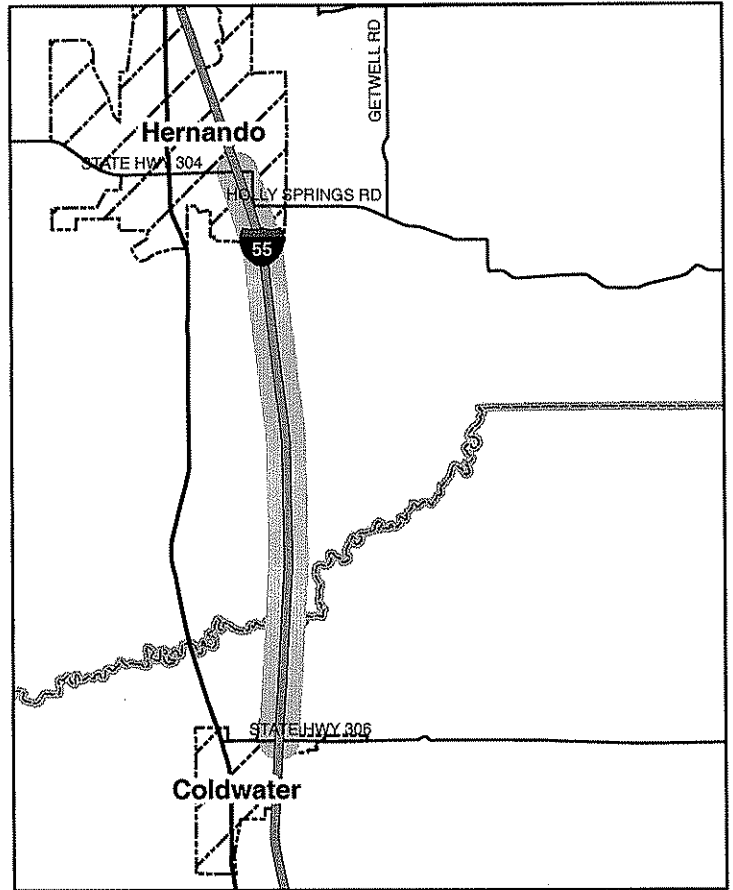 GETWELL RD
Hernando
STATE HWY 304
HOLLY SPRINGS RD
55
STATE HWY 306
Coldwater